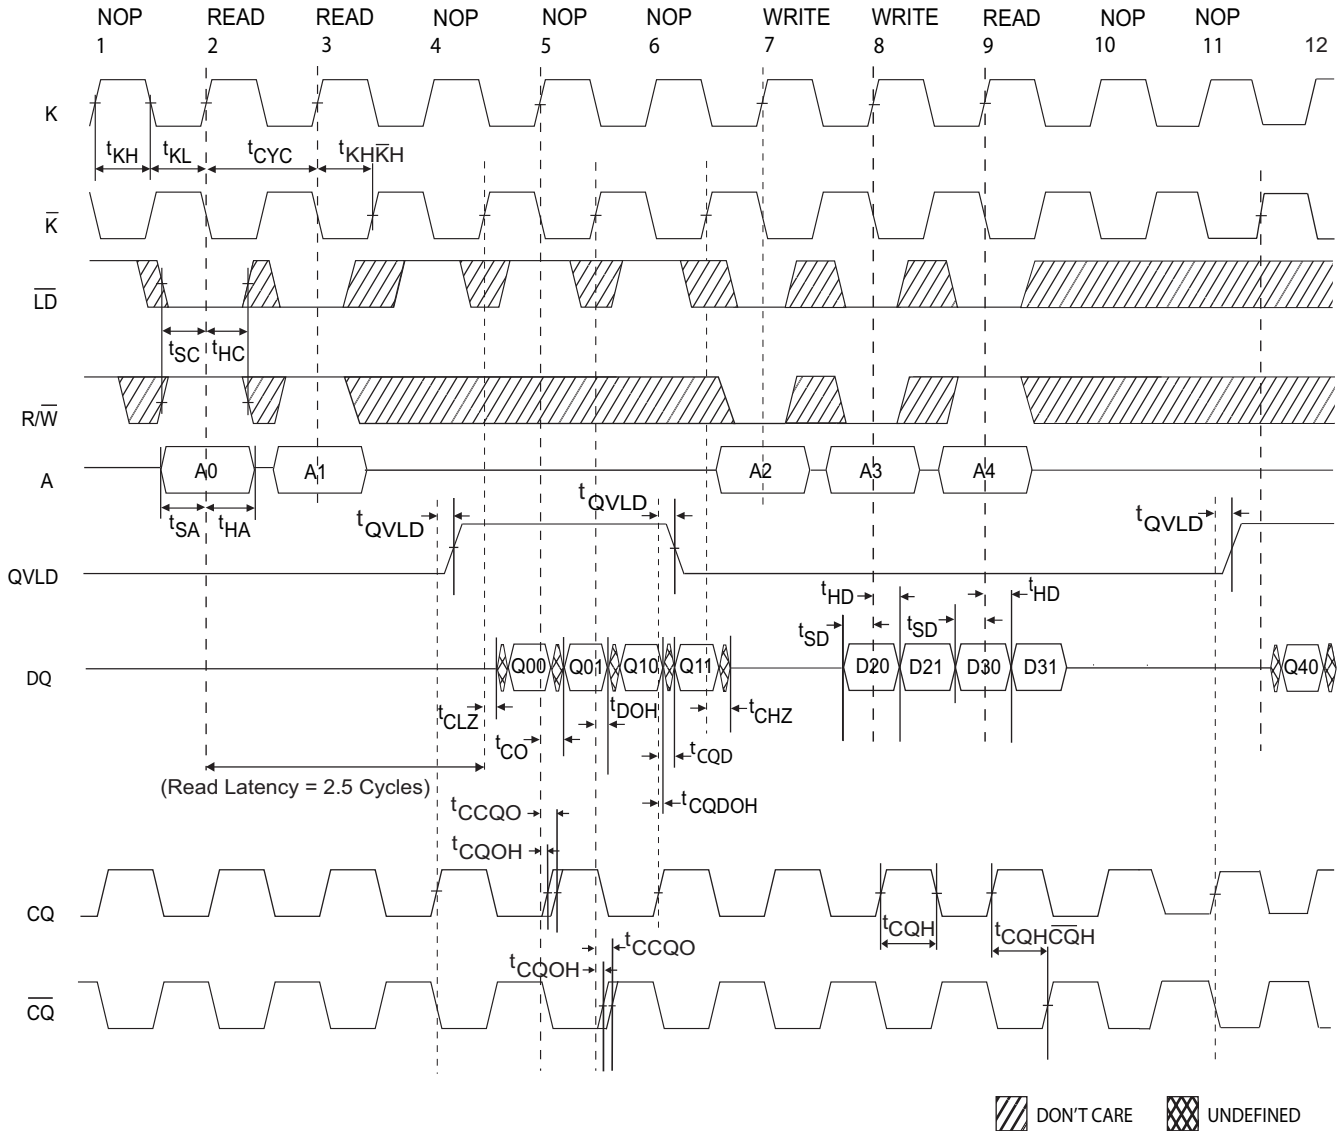 NOP READ READ NOP NOP NOP WRITE WRITE READ NOP NOP
1 2 3 4 5 6 7 8 9 10 11 12
K
tKH tKL tCYC tKHK̅H
K̅
L̅D̅
tSC tHC
R/W̅
A A0 A1 A2 A3 A4
tSA tHA tQVLD tQVLD tQVLD
QVLD
tHD tHD
tSD tSD
DQ Q00 Q01 Q10 Q11 D20 D21 D30 D31 Q40
tCLZ tDOH tCHZ
tCO tCQD
(Read Latency = 2.5 Cycles)
tCQDOH
tCCQO
tCQOH
CQ
tCQH tCQHC̅Q̅H
tCCQO
tCQOH
C̅Q̅
DON'T CARE UNDEFINED